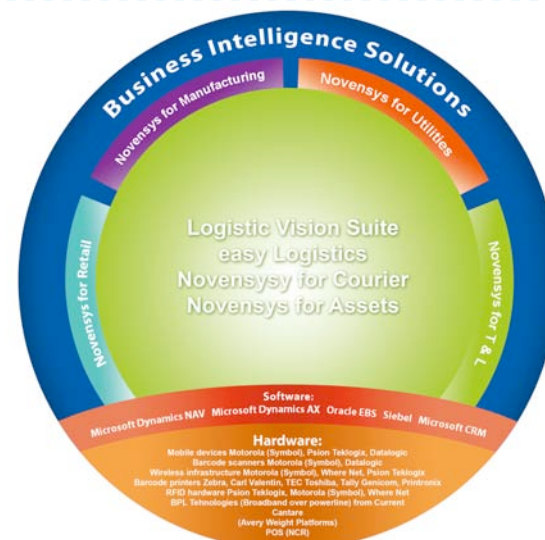 Business Intelligence Solutions
Novensys for Manufacturing
Novensys for Utilities
Novensys for Retail
Novensys for T & L
Logistic Vision Suite
easy Logistics
Novensysy for Courier
Novensys for Assets
Software:
Microsoft Dynamics NAV Microsoft Dynamics AX Oracle EBS Siebel Microsoft CRM
Hardware:
Mobile devices Motorola (Symbol), Psion Teklogix, Datalogic
Barcode scanners Motorola (Symbol), Datalogic
Wireless infrastructure Motorola (Symbol), Where Net, Psion Teklogix
Barcode printers Zebra, Carl Valentin, TEC Toshiba, Tally Genicom, Printronix
RFID hardware Psion Teklogix, Motorola (Symbol), Where Net
BPL Tehnologies (Broadband over powerline) from Current
Cantare
(Avery Weight Platforms)
POS (NCR)